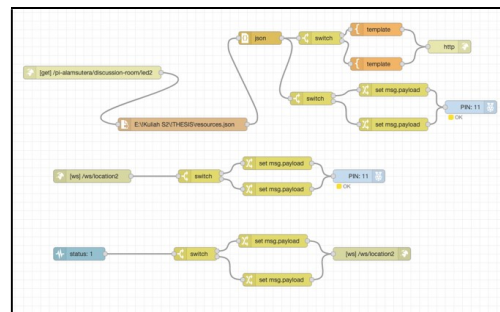 json
switch
template
template
http
[get] /pi-alamsutera/discussion-room/led2
switch
set msg.payload
set msg.payload
PIN: 11
OK
E:\!Kuliah S2\!THESIS\resources.json
[ws] /ws/location2
switch
set msg.payload
set msg.payload
PIN: 11
OK
status: 1
switch
set msg.payload
set msg.payload
[ws] /ws/location2